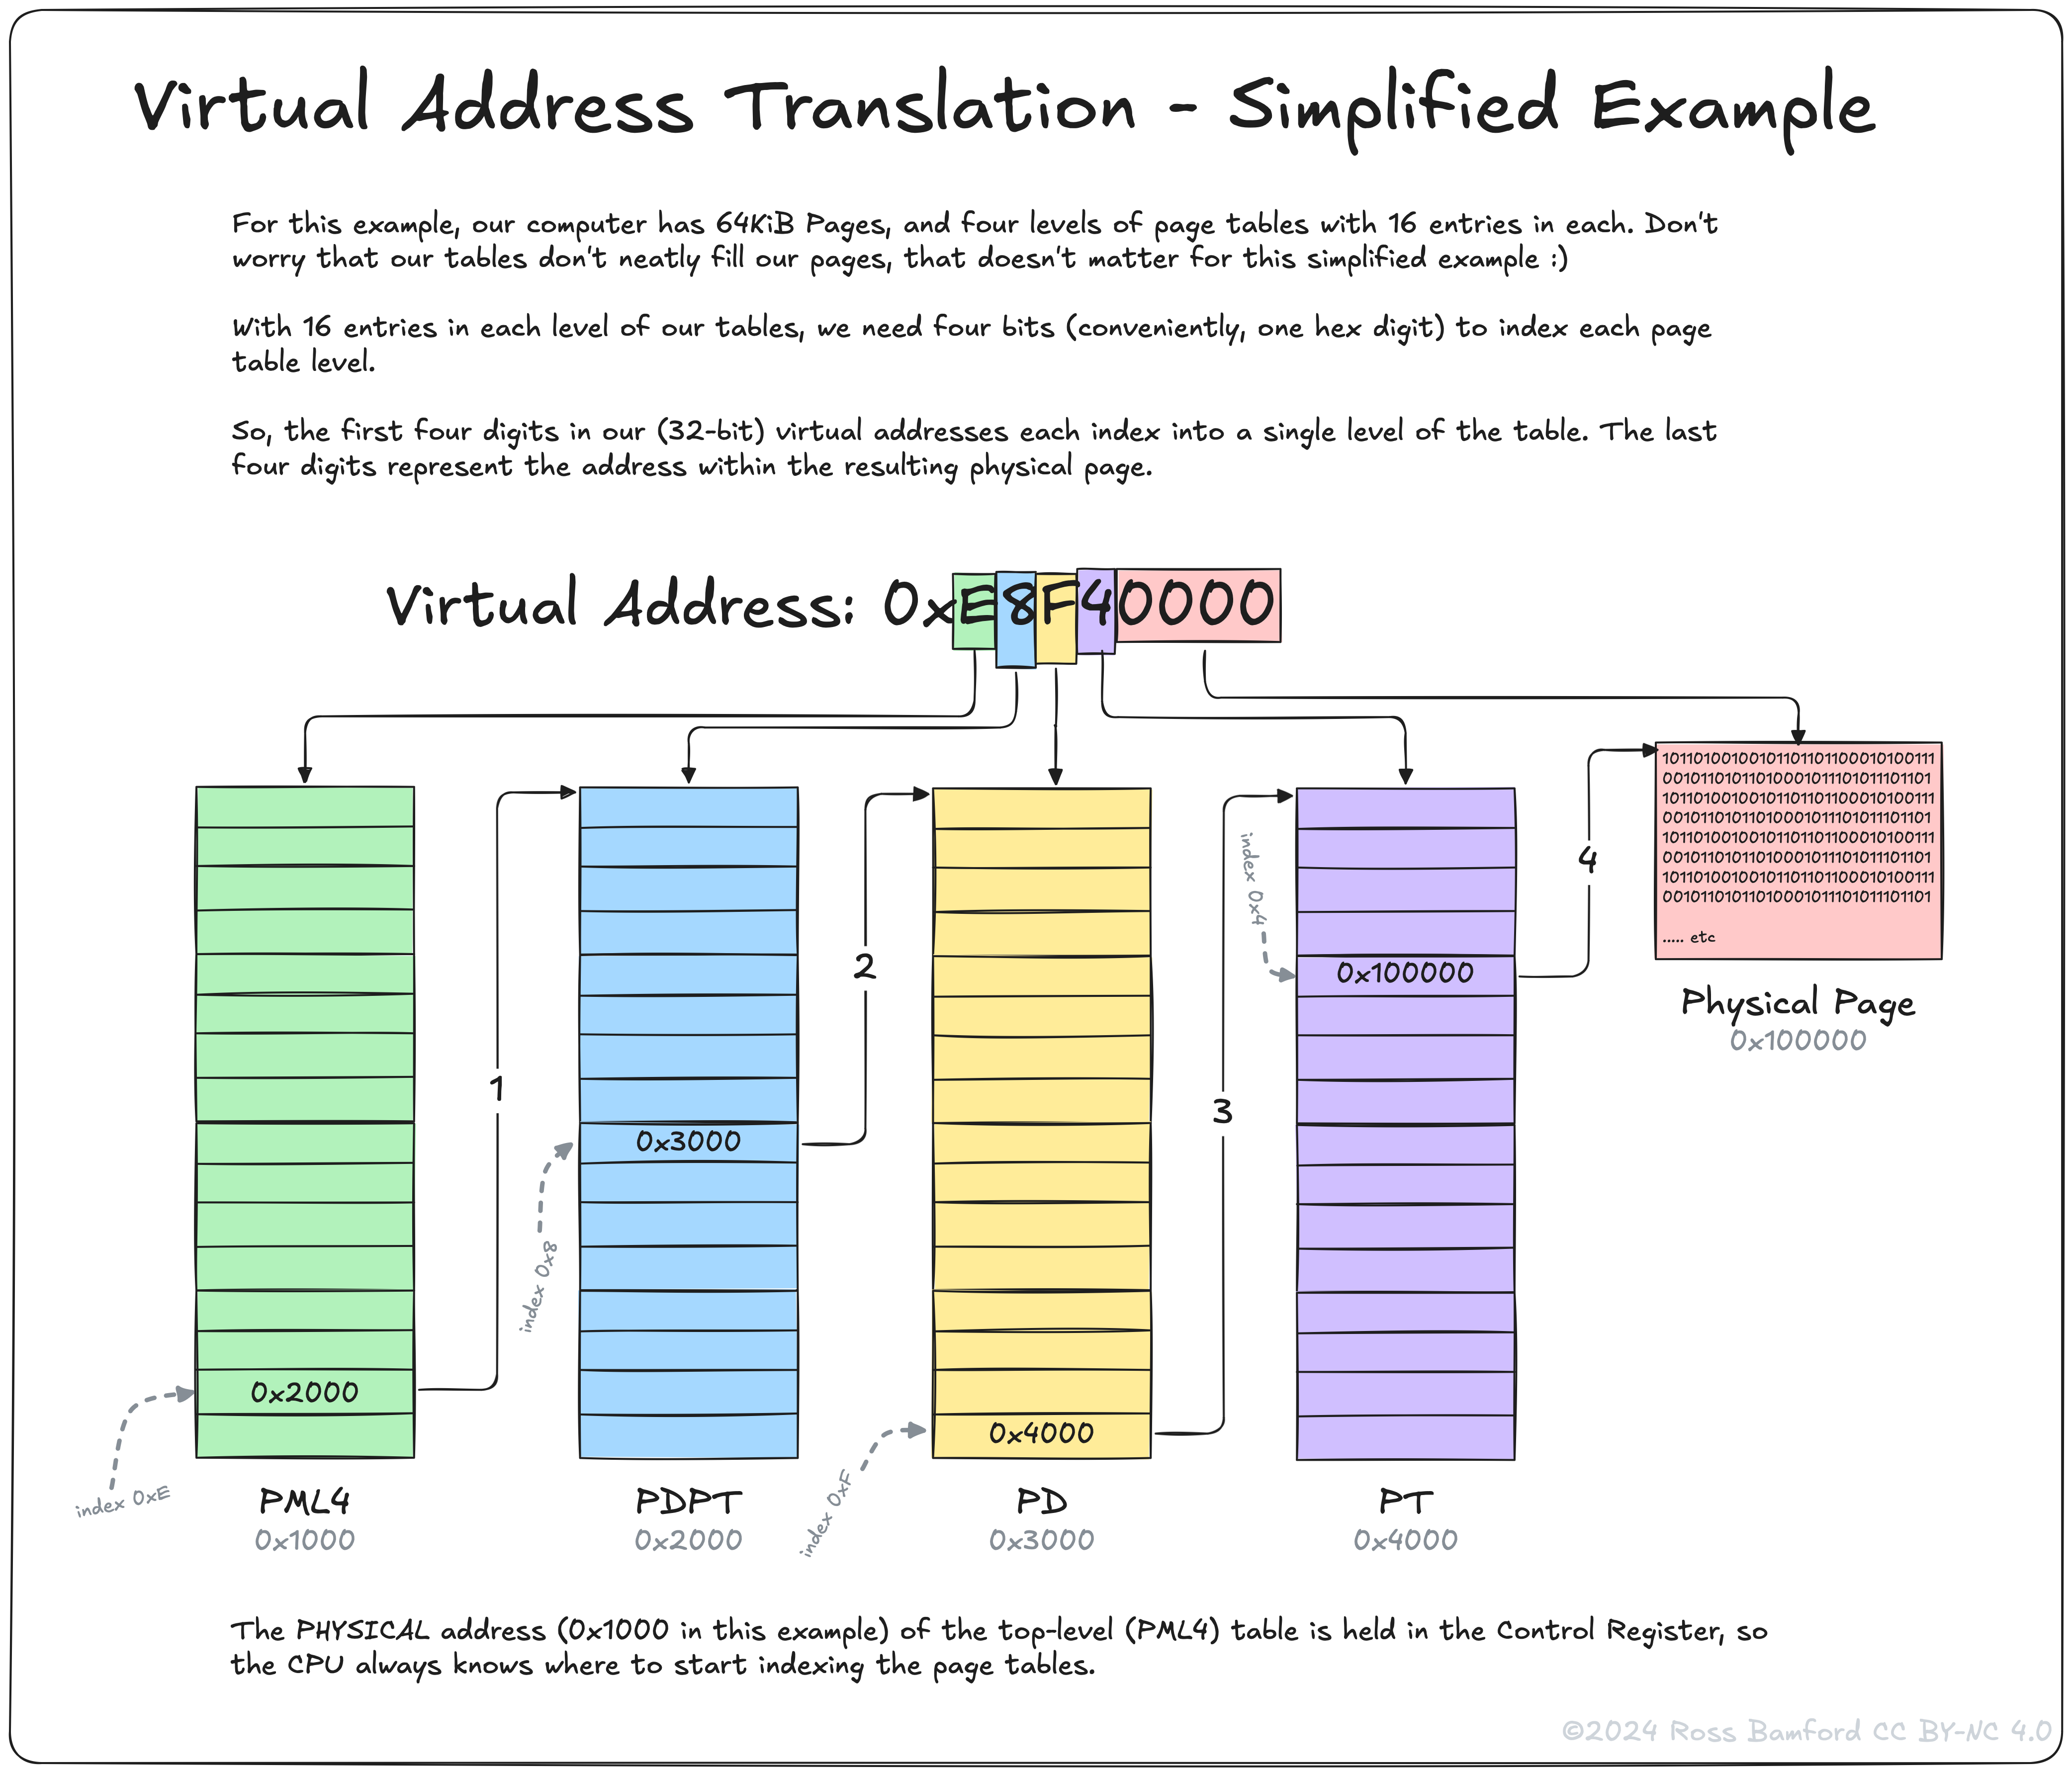 Virtual Address Translation - Simplified Example
For this example, our computer has 64KiB Pages, and four levels of page tables with 16 entries in each. Don't
worry that our tables don't neatly fill our pages, that doesn't matter for this simplified example :)
With 16 entries in each level of our tables, we need four bits (conveniently, one hex digit) to index each page
table level.
So, the first four digits in our (32-bit) virtual addresses each index into a single level of the table. The last
four digits represent the address within the resulting physical page.
Virtual Address: 0xE8F40000
1011010010010110110110001010011 1
00101101011010001011101011101101
10110100100101101101100010100111
00101101011010001011101011101101
10110100100101101101100010100111
00101101011010001011101011101101
10110100100101101101100010100111
00101101011010001011101011101101
..... etc
Physical Page
0x100000
index 0x4
0x100000
4
2
1
3
0x3000
index 0x8
0x2000
0x4000
index 0xE
index 0xF
PML4
0x1000
PDPT
0x2000
PD
0x3000
PT
0x4000
The PHYSICAL address (0x1000 in this example) of the top-level (PML4) table is held in the Control Register, so
the CPU always knows where to start indexing the page tables.
©2024 Ross Bamford CC BY-NC 4.0